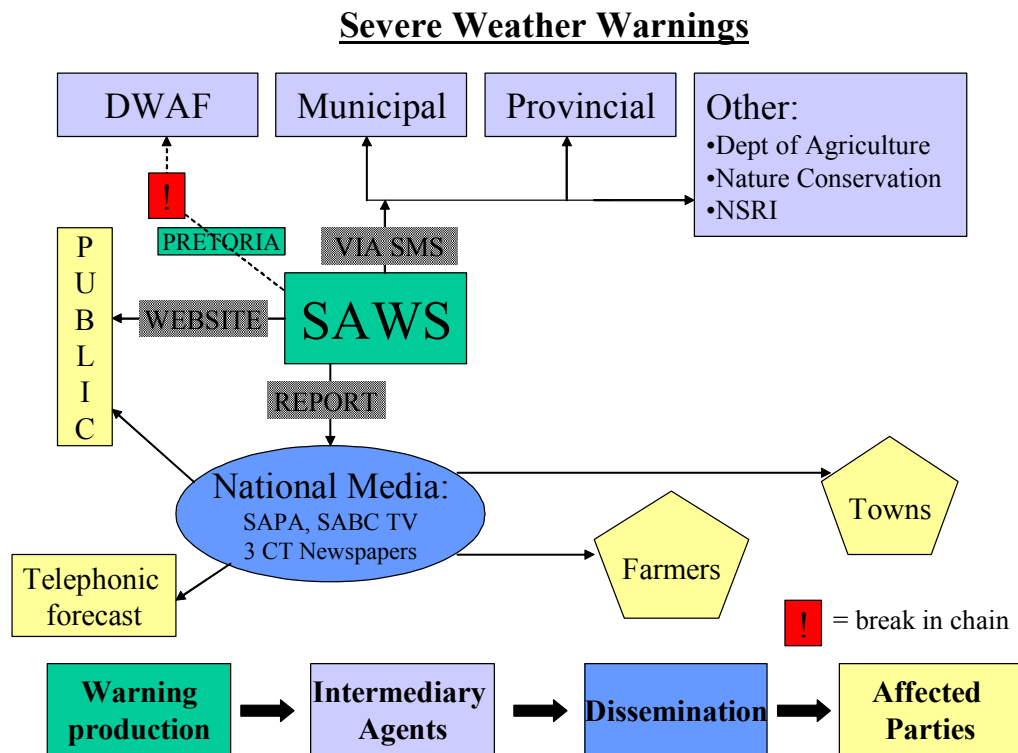 Severe Weather Warnings
DWAF
Municipal
Provincial
Other:
•Dept of Agriculture
•Nature Conservation
•NSRI
!
PRETORIA
VIA SMS
PUBLIC
WEBSITE
SAWS
REPORT
National Media:
SAPA, SABC TV
3 CT Newspapers
Towns
Farmers
Telephonic
forecast
! = break in chain
Warning
production
Intermediary
Agents
Dissemination
Affected
Parties